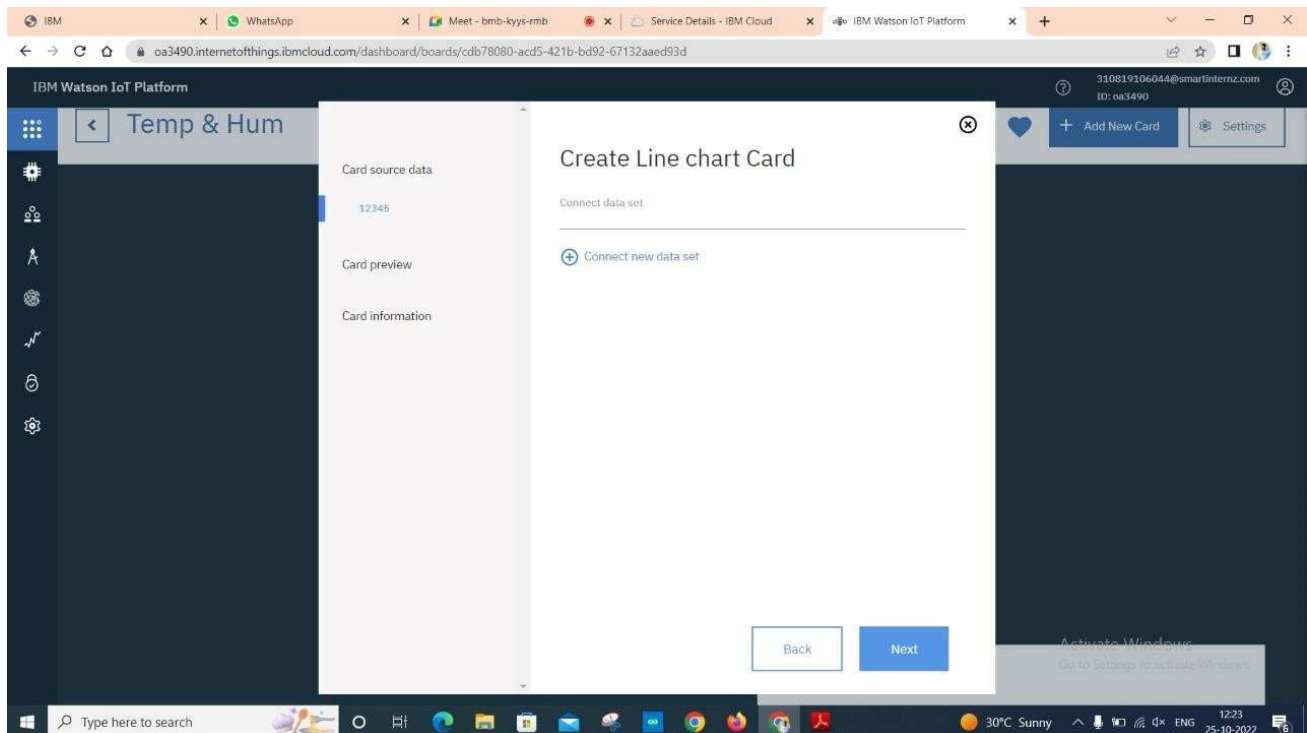 IBM
WhatsApp
Meet - bmb-kyys-rmb
Service Details - IBM Cloud
IBM Watson IoT Platform
oa3490.internetofthings.ibmcloud.com/dashboard/boards/cdb78080-acd5-421b-bd92-67132aaed93d
IBM Watson IoT Platform
310819106044@smartinternz.com
ID: oa3490
Temp & Hum
+ Add New Card
Settings
Card source data
12345
Card preview
Card information
Create Line chart Card
Connect data set
Connect new data set
Back
Next
Activate Windows
Go to Settings to activate Windows.
Type here to search
30°C Sunny
ENG
12:23
25-10-2022
6